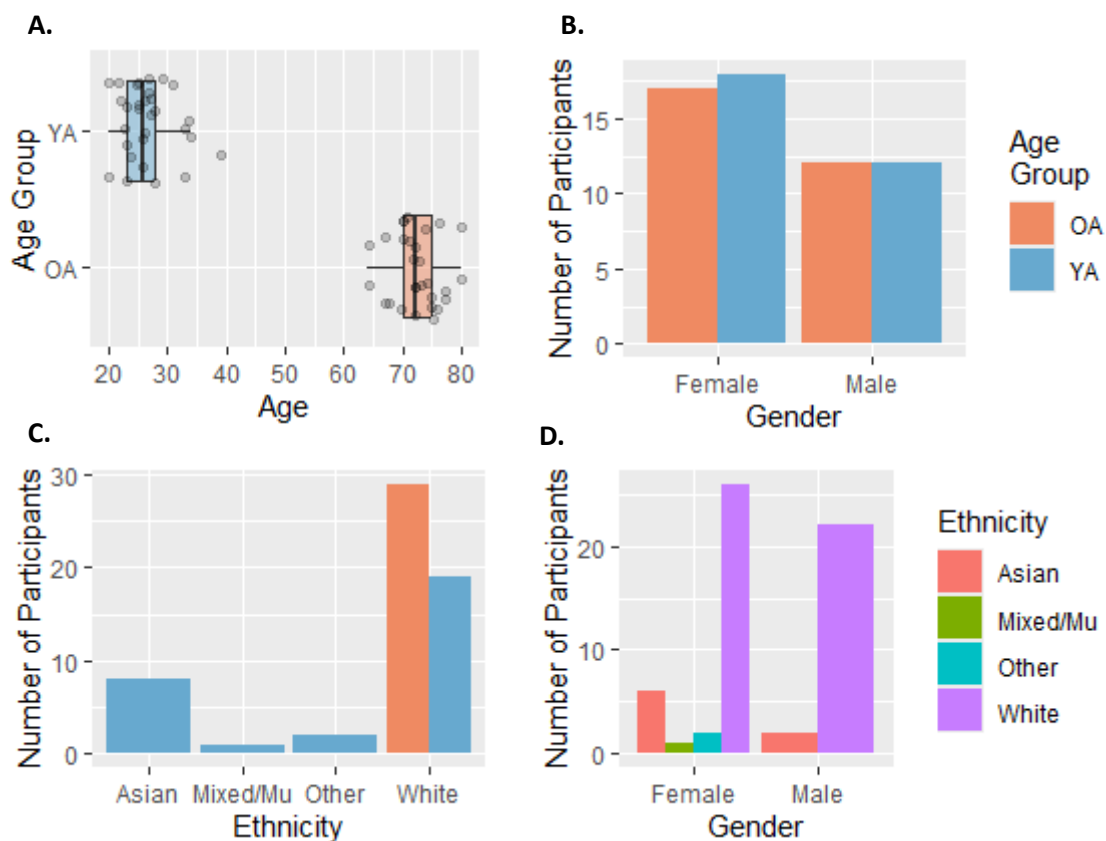 A.
Age Group
YA
OA
20 30 40 50 60 70 80
Age
B.
Number of Participants
15
10
5
0
Female Male
Gender
Age
Group
OA
YA
C.
Number of Participants
30
20
10
0
Asian Mixed/Mu Other White
Ethnicity
D.
Number of Participants
20
10
0
Female Male
Gender
Ethnicity
Asian
Mixed/Mu
Other
White